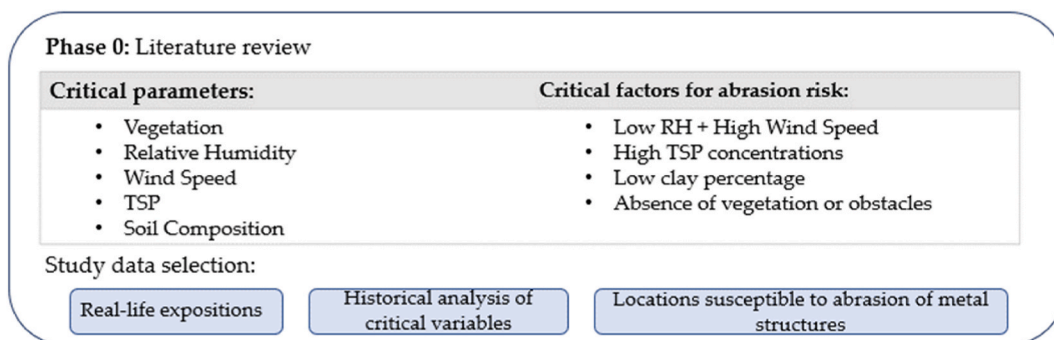 Phase 0: Literature review
Critical parameters:
• Vegetation
• Relative Humidity
• Wind Speed
• TSP
• Soil Composition
Critical factors for abrasion risk:
• Low RH + High Wind Speed
• High TSP concentrations
• Low clay percentage
• Absence of vegetation or obstacles
Study data selection:
Real-life expositions
Historical analysis of
critical variables
Locations susceptible to abrasion of metal
structures